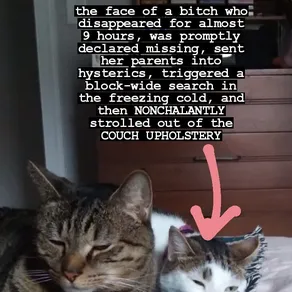 the face of a bitch who
disappeared for almost
9 hours, was promptly
declared missing, sent
her parents into
hysterics, triggered a
block-wide search in
the freezing cold, and
then NONCHALANTLY
strolled out of the
COUCH UPHOLSTERY